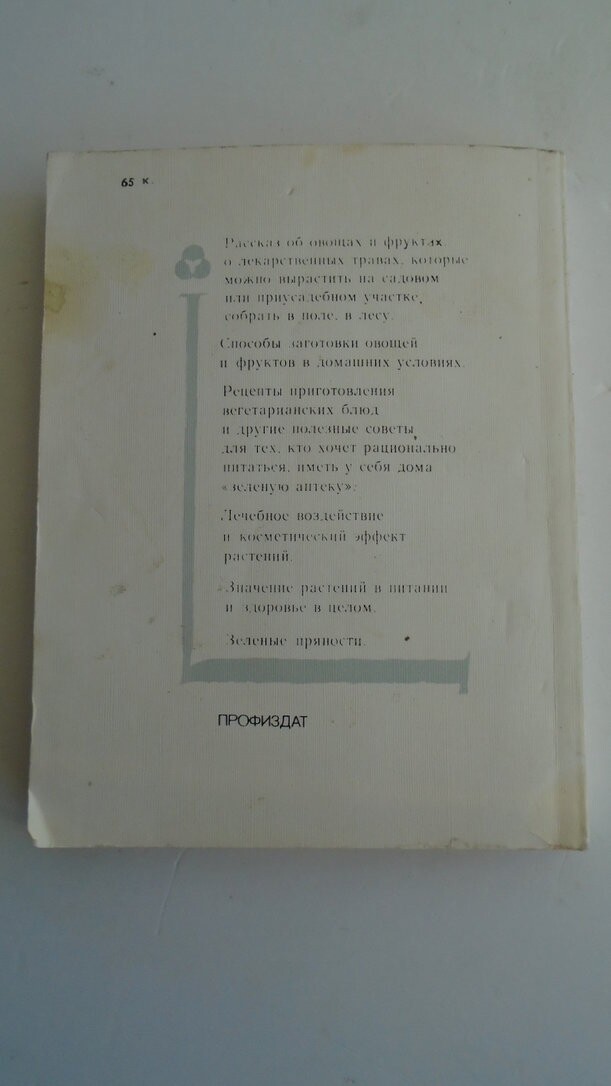 65 к.
Рассказ об овощах и фруктах,
о лекарственных травах, которые
можно вырастить на садовом
или приусадебном участке,
собрать в поле, в лесу.
Способы заготовки овощей
и фруктов в домашних условиях.
Рецепты приготовления
вегетарианских блюд
и другие полезные советы
для тех, кто хочет рационально
питаться, иметь у себя дома
«зеленую аптеку».
Лечебное воздействие
и косметический эффект
растений.
Значение растений в питании
и здоровье в целом.
Зеленые пряности.
ПРОФИЗДАТ